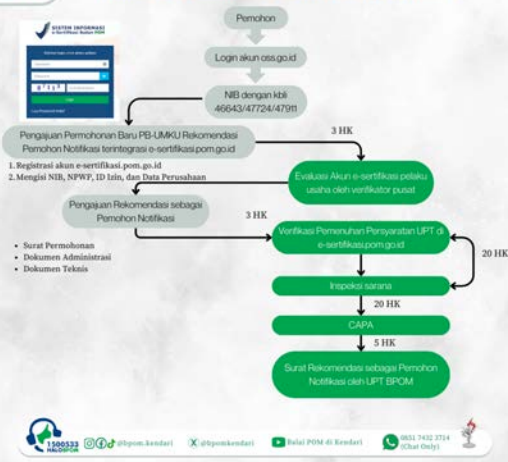 Pemohon
SISTEM INFORMASI
e-Sertifikasi Badan POM
Login akun oss.go.id
NIB dengan kbli
46643/47724/47911
Pengajuan Permohonan Baru PB-UMKU Rekomendasi
Pemohon Notifikasi terintegrasi e-sertifikasi.pom.go.id
3 HK
1. Registrasi akun e-sertifikasi.pom.go.id
2. Mengisi NIB, NPWP, ID Izin, dan Data Perusahaan
Evaluasi Akun e-sertifikasi pelaku
usaha oleh verifikator pusat
Pengajuan Rekomendasi sebagai
Pemohon Notifikasi
3 HK
Verifikasi Pemenuhan Persyaratan UPT di
e-sertifikasi.pom.go.id
• Surat Permohonan
• Dokumen Administrasi
• Dokumen Teknis
20 HK
Inspeksi sarana
20 HK
CAPA
5 HK
Surat Rekomendasi sebagai Pemohon
Notifikasi oleh UPT BPOM
1500533
HALOBPOM
@bpom.kendari
@bpomkendari
Balai POM di Kendari
0851 7432 3714
(Chat Only)